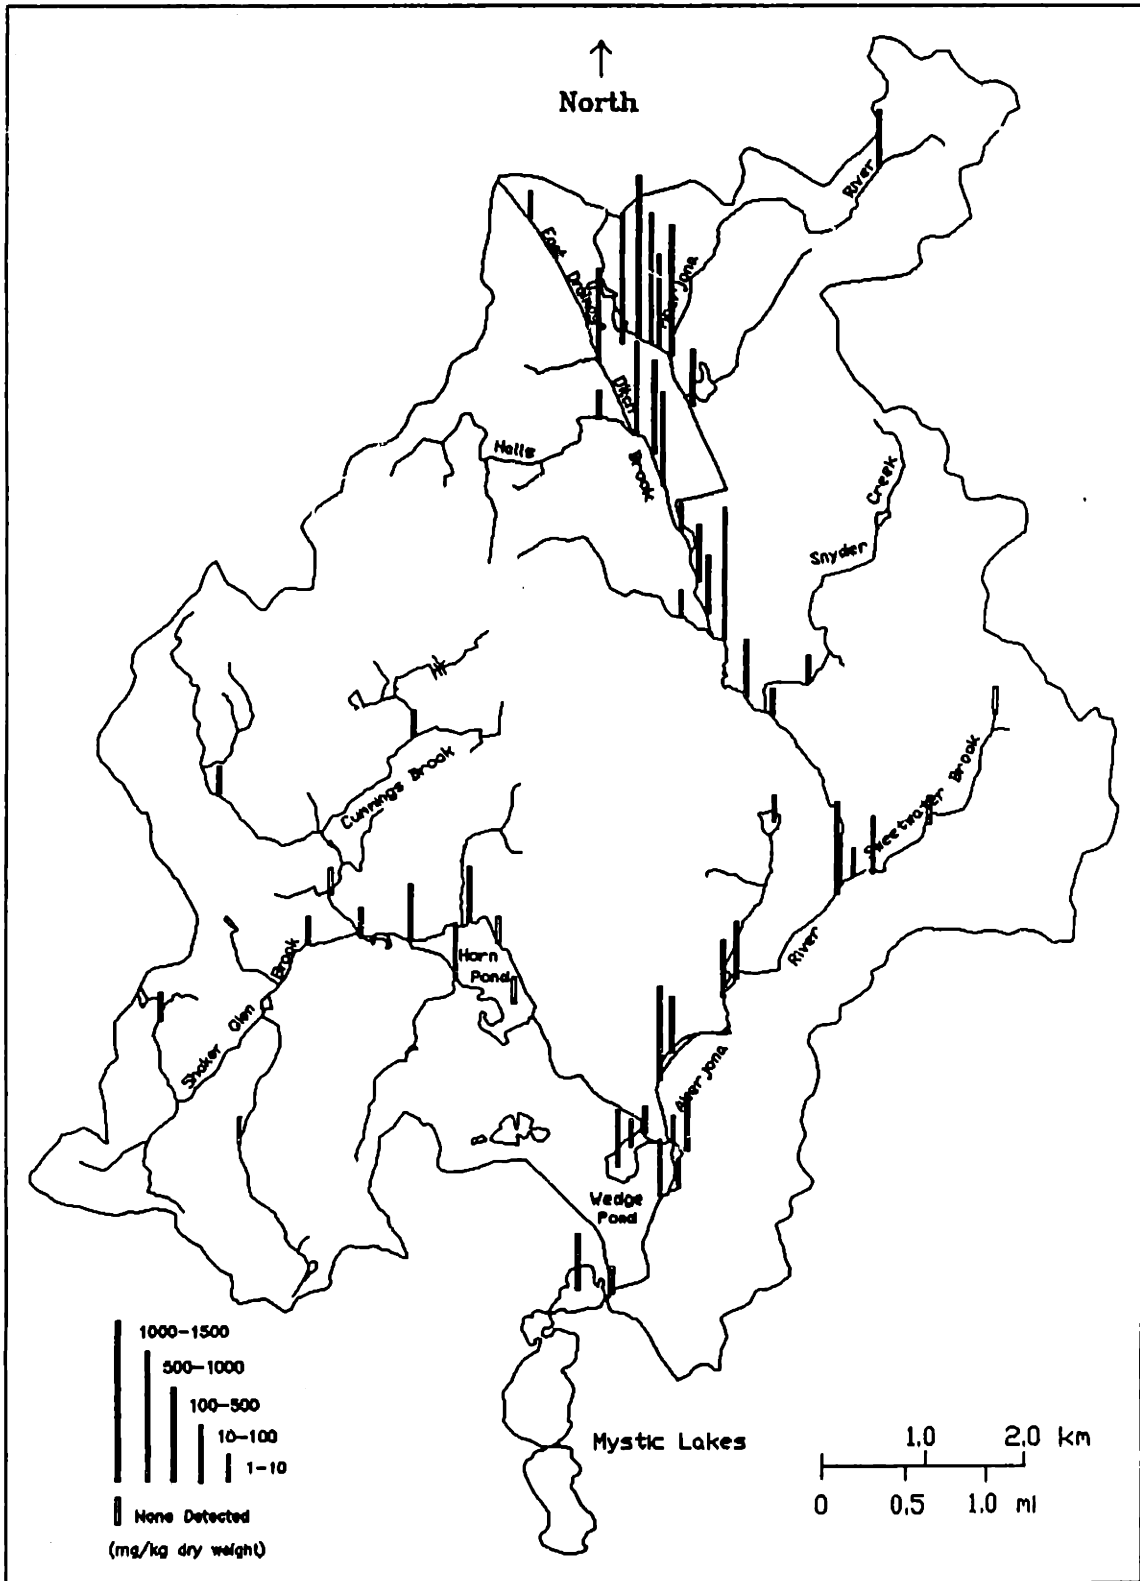 North
River
East Drainage
Aberjona
Ditch
Halls
Brook
Creek
Snyder
Sweetwater Brook
Cummings Brook
Horn
Pond
River
Brook
Glen
Shaker
Aberjona
Wedge
Pond
1000-1500
500-1000
100-500
10-100
1-10
None Detected
(mg/kg dry weight)
Mystic Lakes
1.0 2.0 km
0 0.5 1.0 mi